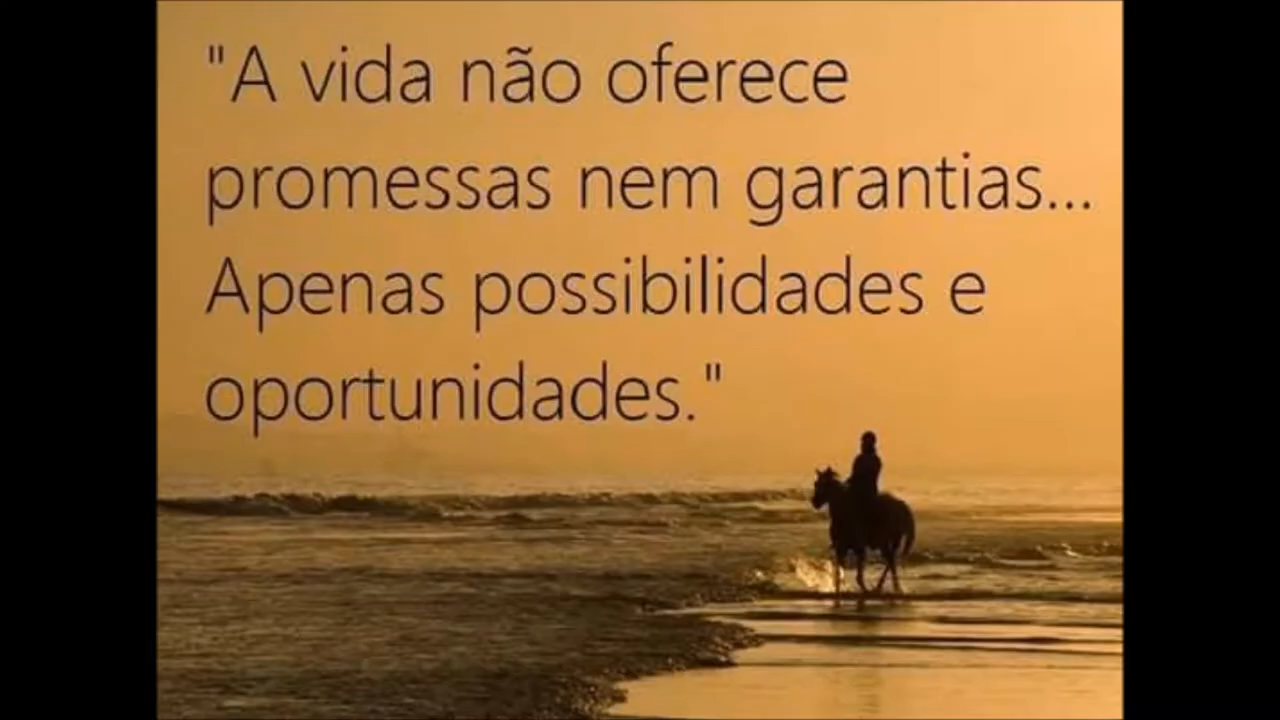 "A vida não oferece
promessas nem garantias...
Apenas possibilidades e
oportunidades."